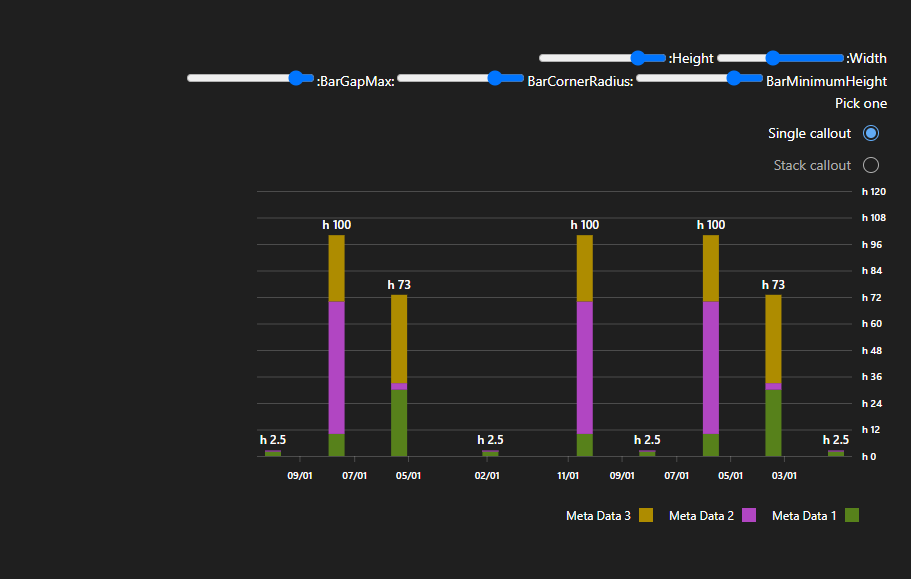 :Width :Height
BarMinimumHeight BarCornerRadius: :BarGapMax:
Pick one
Single callout
Stack callout
h 120
h 108
h 96
h 84
h 72
h 60
h 48
h 36
h 24
h 12
h 0
h 2.5 h 100 h 73 h 2.5 h 100 h 2.5 h 100 h 73 h 2.5
09/01 07/01 05/01 02/01 11/01 09/01 07/01 05/01 03/01
Meta Data 3 Meta Data 2 Meta Data 1